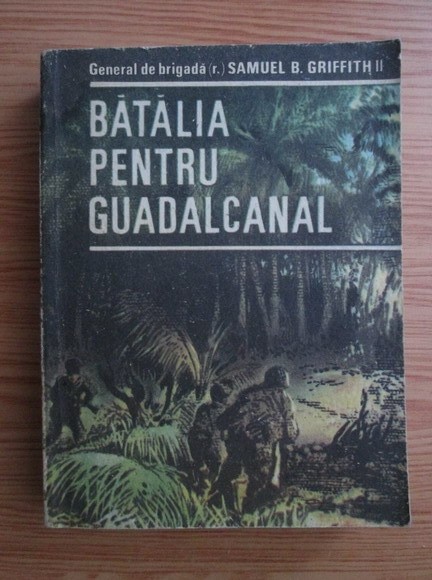 General de brigadă (r.) SAMUEL B. GRIFFITH II
BĂTĂLIA
PENTRU
GUADALCANAL